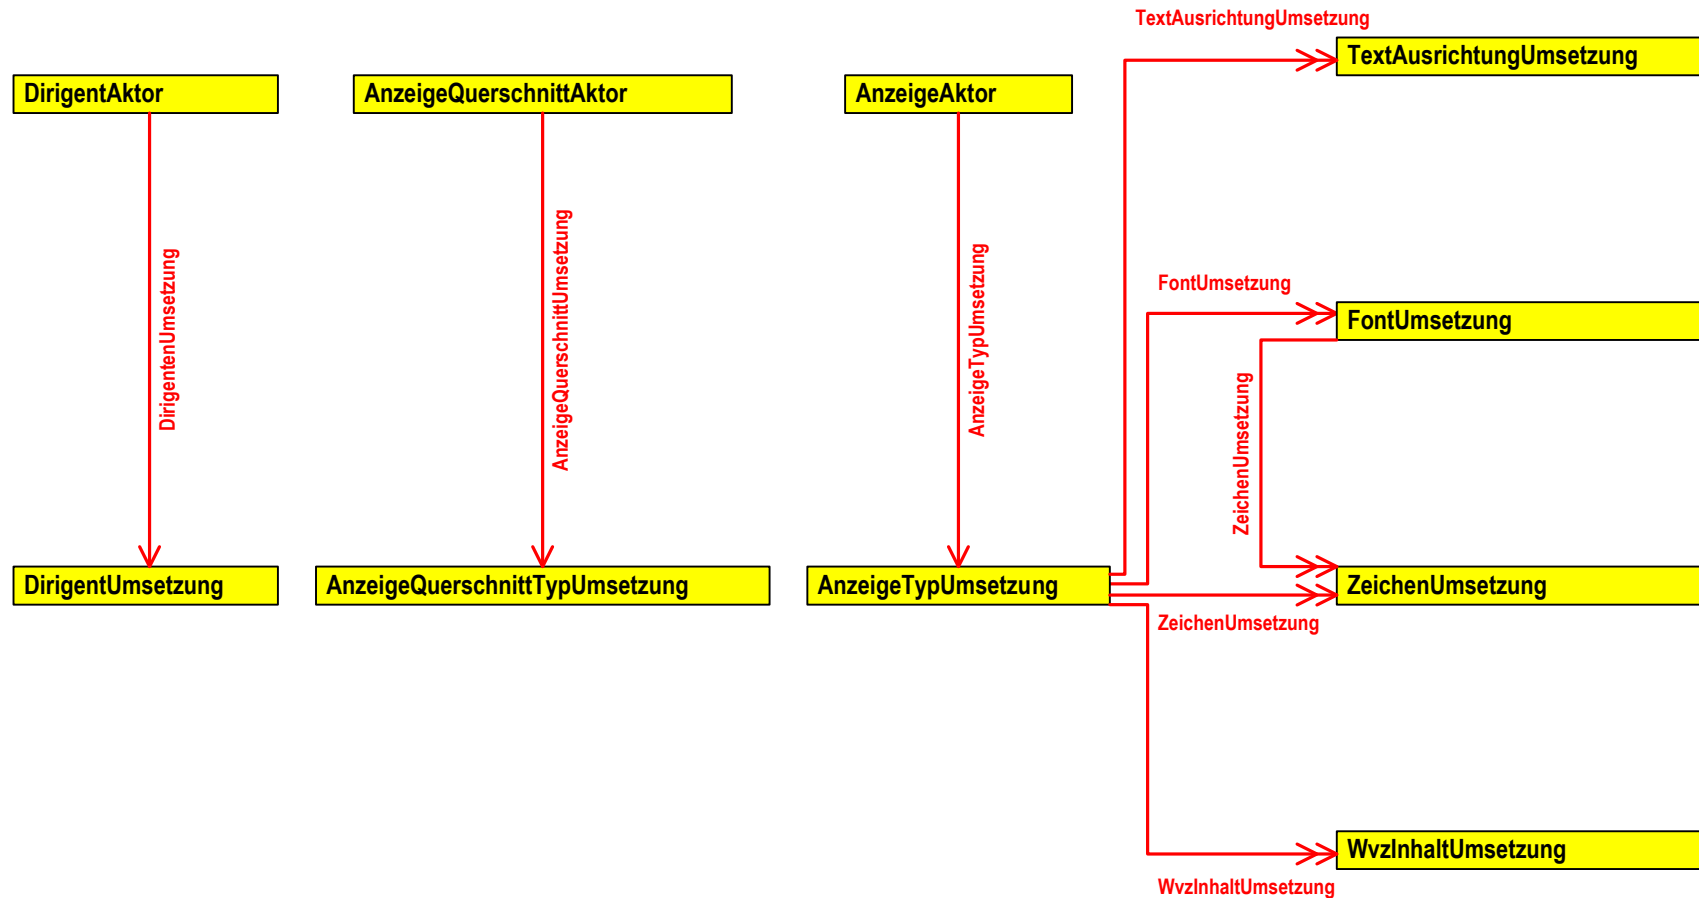 TextAusrichtungUmsetzung
TextAusrichtungUmsetzung
DirigentAktor
AnzeigeQuerschnittAktor
AnzeigeAktor
DirigentenUmsetzung
AnzeigeQuerschnittUmsetzung
AnzeigeTypUmsetzung
FontUmsetzung
FontUmsetzung
ZeichenUmsetzung
DirigentUmsetzung
AnzeigeQuerschnittTypUmsetzung
AnzeigeTypUmsetzung
ZeichenUmsetzung
ZeichenUmsetzung
WvzInhaltUmsetzung
WvzInhaltUmsetzung